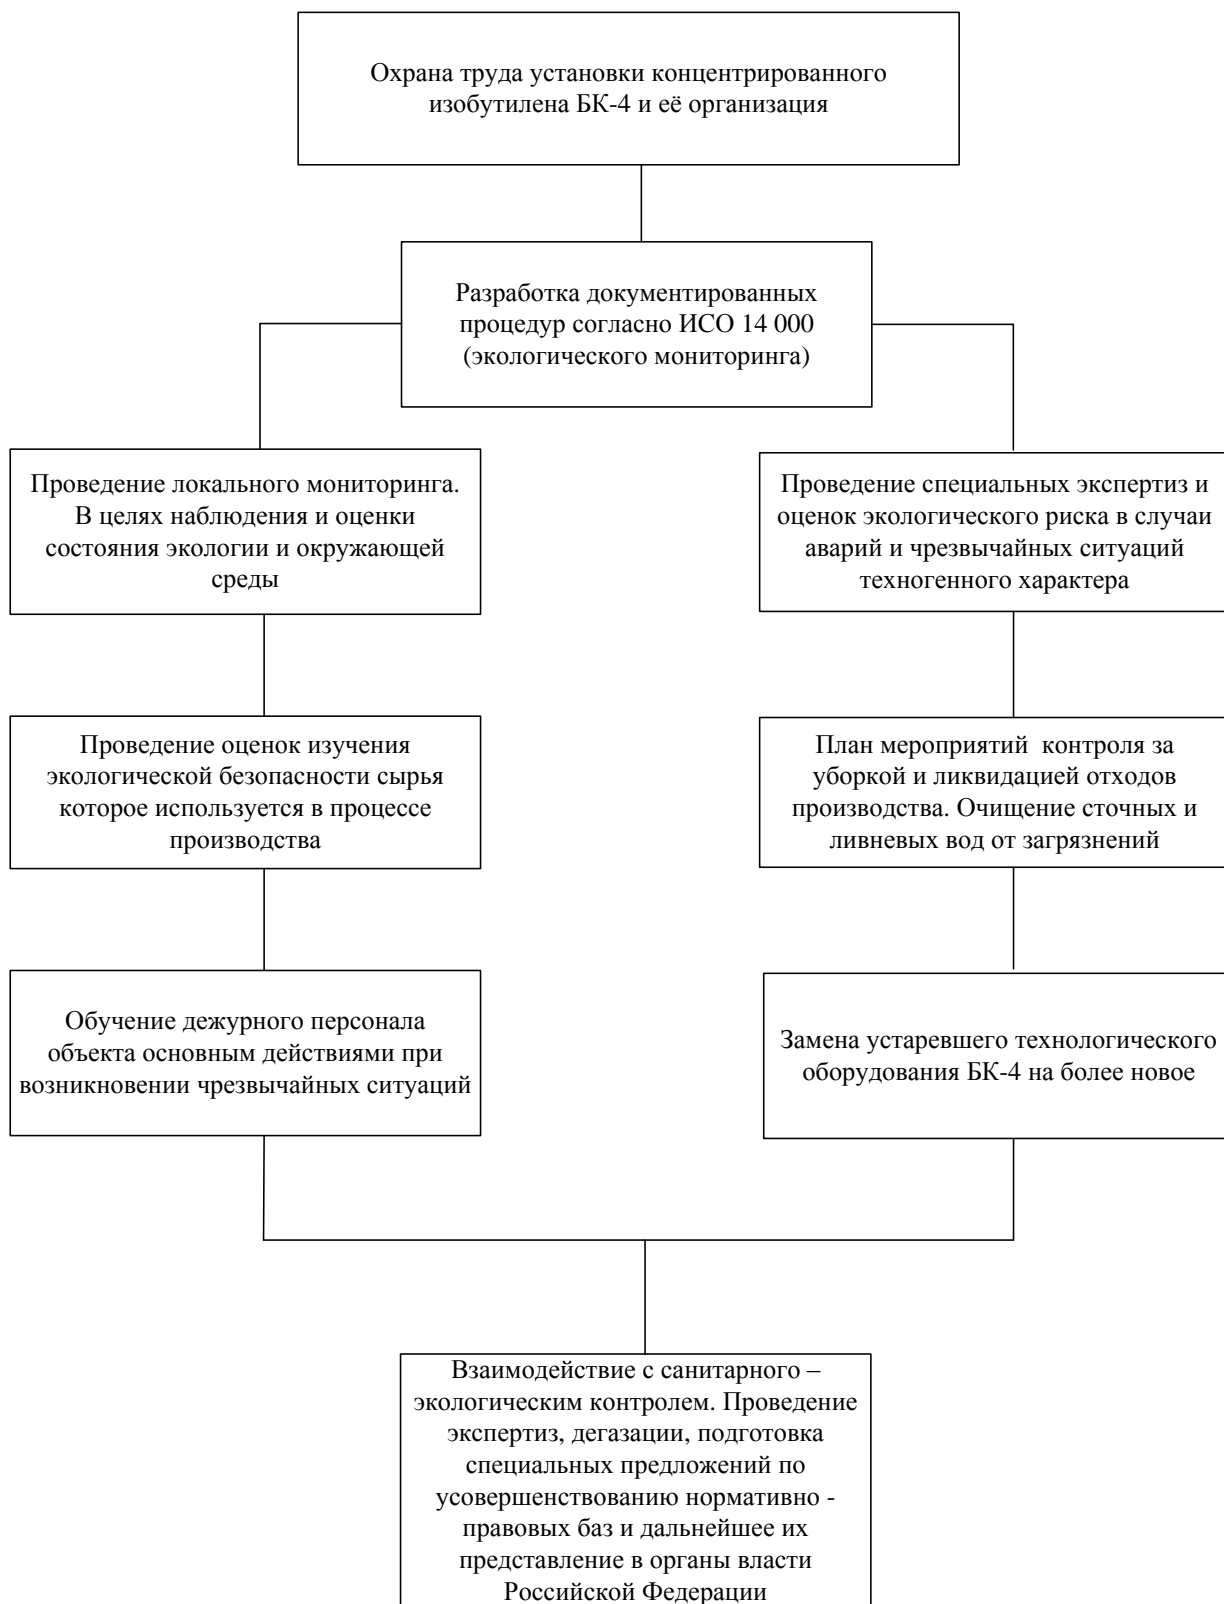 Охрана труда установки концентрированного
изобутилена БК-4 и её организация
Разработка документированных
процедур согласно ИСО 14 000
(экологического мониторинга)
Проведение локального мониторинга.
В целях наблюдения и оценки
состояния экологии и окружающей
среды
Проведение специальных экспертиз и
оценок экологического риска в случаи
аварий и чрезвычайных ситуаций
техногенного характера
Проведение оценок изучения
экологической безопасности сырья
которое используется в процессе
производства
План мероприятий  контроля за
уборкой и ликвидацией отходов
производства. Очищение сточных и
ливневых вод от загрязнений
Обучение дежурного персонала
объекта основным действиями при
возникновении чрезвычайных ситуаций
Замена устаревшего технологического
оборудования БК-4 на более новое
Взаимодействие с санитарного –
экологическим контролем. Проведение
экспертиз, дегазации, подготовка
специальных предложений по
усовершенствованию нормативно -
правовых баз и дальнейшее их
представление в органы власти
Российской Федерации